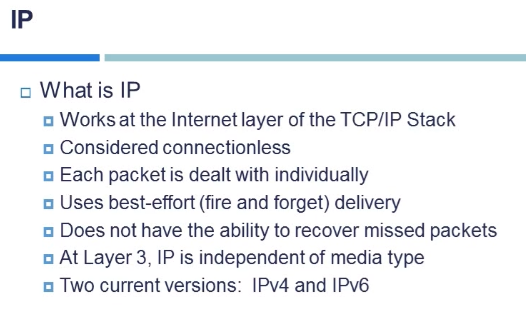 IP
What is IP
Works at the Internet layer of the TCP/IP Stack
Considered connectionless
Each packet is dealt with individually
Uses best-effort (fire and forget) delivery
Does not have the ability to recover missed packets
At Layer 3, IP is independent of media type
Two current versions: IPv4 and IPv6